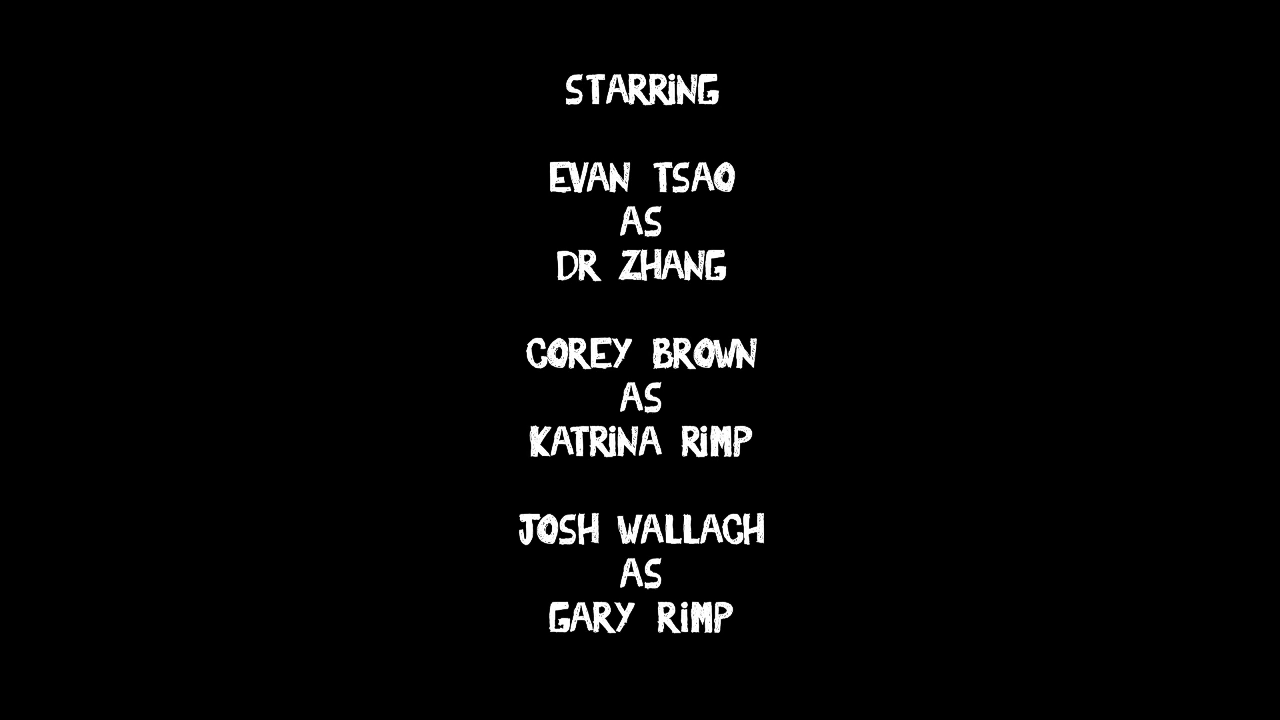 STARRiNG
EVAN TSAO
AS
DR ZHANG
COREY BROWN
AS
KATRiNA RiMP
JOSH WALLACH
AS
GARY RiMP